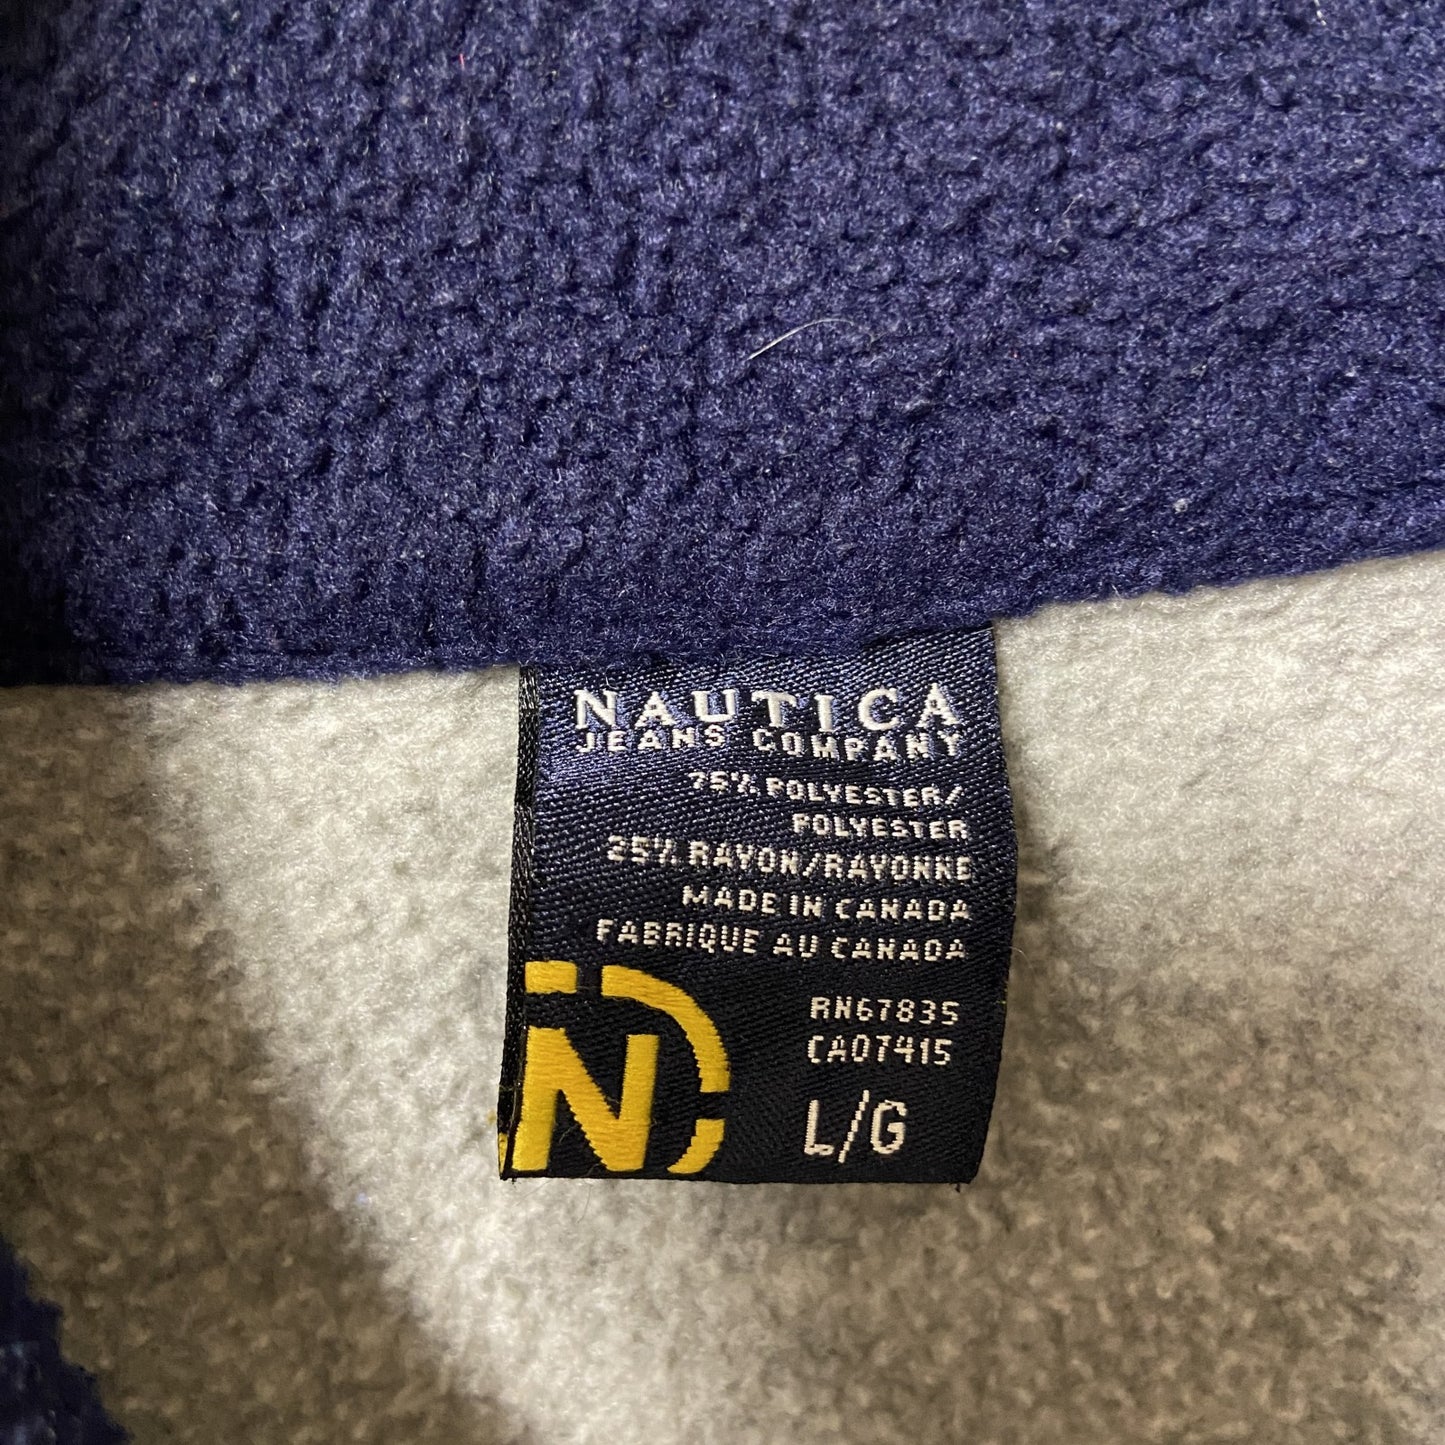 NAUTICA
JEANS COMPANY
75% POLYESTER/
POLYESTER
25% RAYON/RAYONNE
MADE IN CANADA
FABRIQUE AU CANADA
RN67835
CA07415
N
L/G